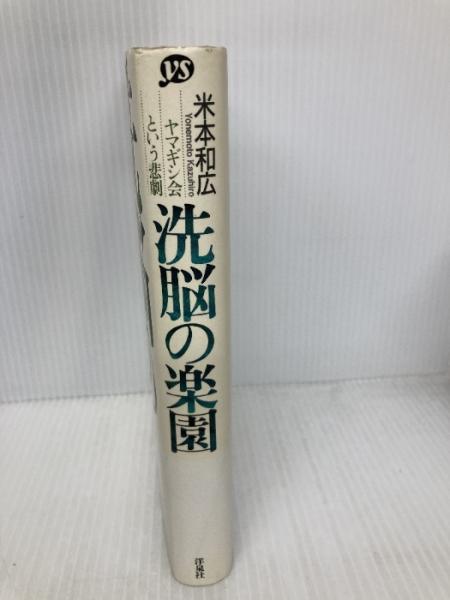 ys
米本和広
Yonemoto Kazuhiro
ヤマギシ会
という悲劇
洗脳の楽園
洋泉社